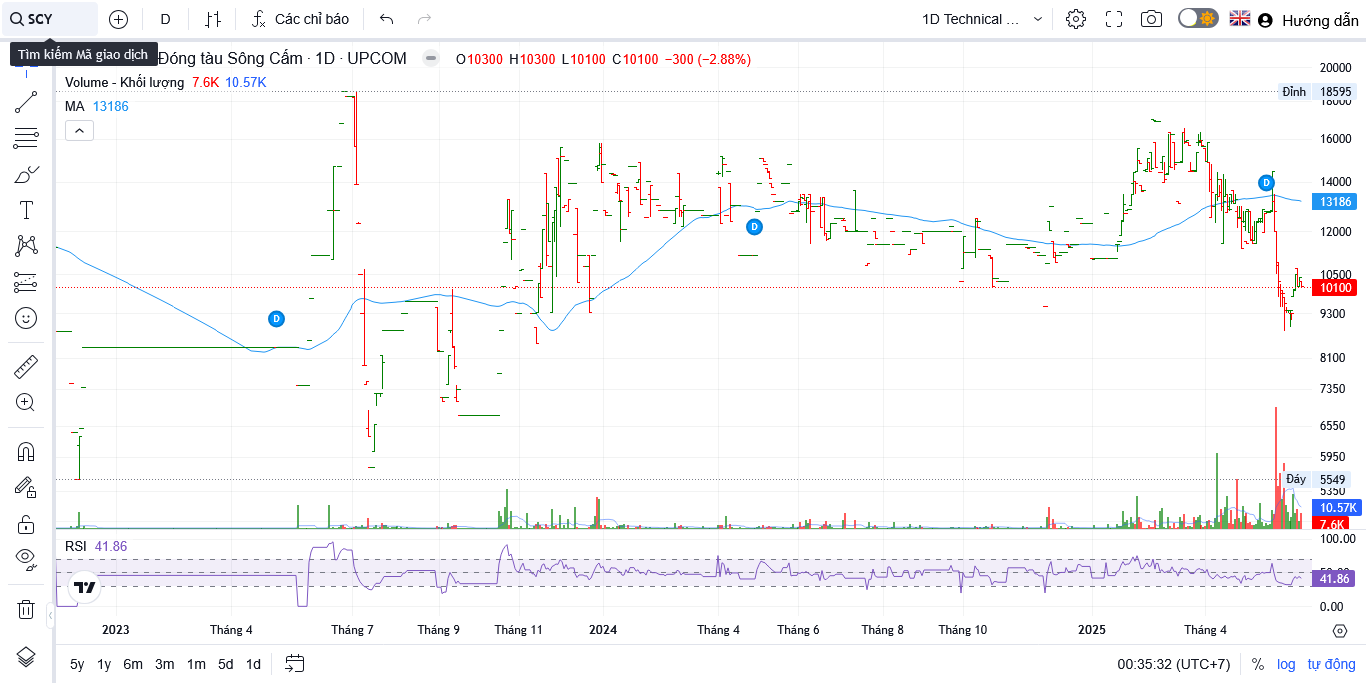 SCY
D
Các chỉ báo
1D Technical ...
Hướng dẫn
Tìm kiếm Mã giao dịch
Đóng tàu Sông Cấm · 1D · UPCOM
O10300 H10300 L10100 C10100 −300 (−2.88%)
Volume - Khối lượng 7.6K 10.57K
MA 13186
20000
Đỉnh 18595
18000
16000
14000
D
13186
D
12000
10500
10100
D
9300
8100
7350
6550
5950
Đáy 5549
5350
10.57K
7.6K
RSI 41.86
100.00
41.86
0.00
2023
Tháng 4
Tháng 7
Tháng 9
Tháng 11
2024
Tháng 4
Tháng 6
Tháng 8
Tháng 10
2025
Tháng 4
5y 1y 6m 3m 1m 5d 1d
00:35:32 (UTC+7)
%
log
tự động